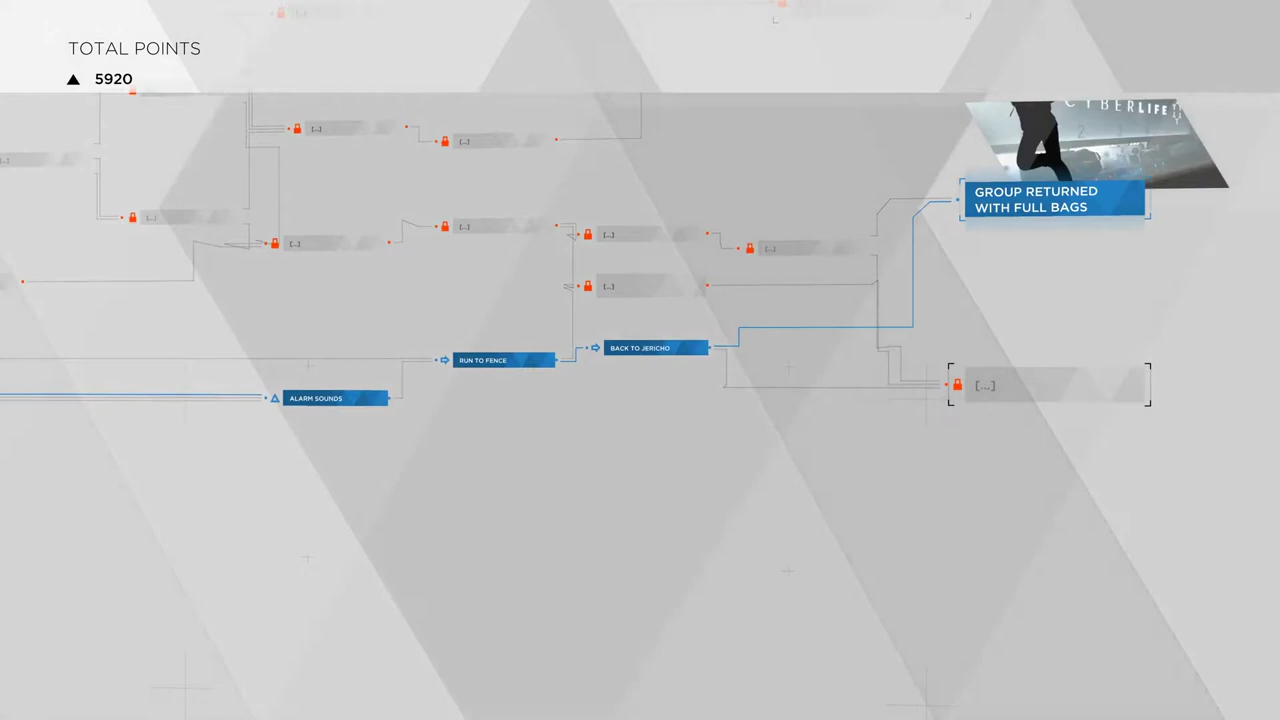 TOTAL POINTS
5920
CYBERLIFE
[...]
[...]
[...]
[...]
[...]
[...]
[...]
[...]
[...]
GROUP RETURNED
WITH FULL BAGS
RUN TO FENCE
BACK TO JERICHO
[...]
ALARM SOUNDS